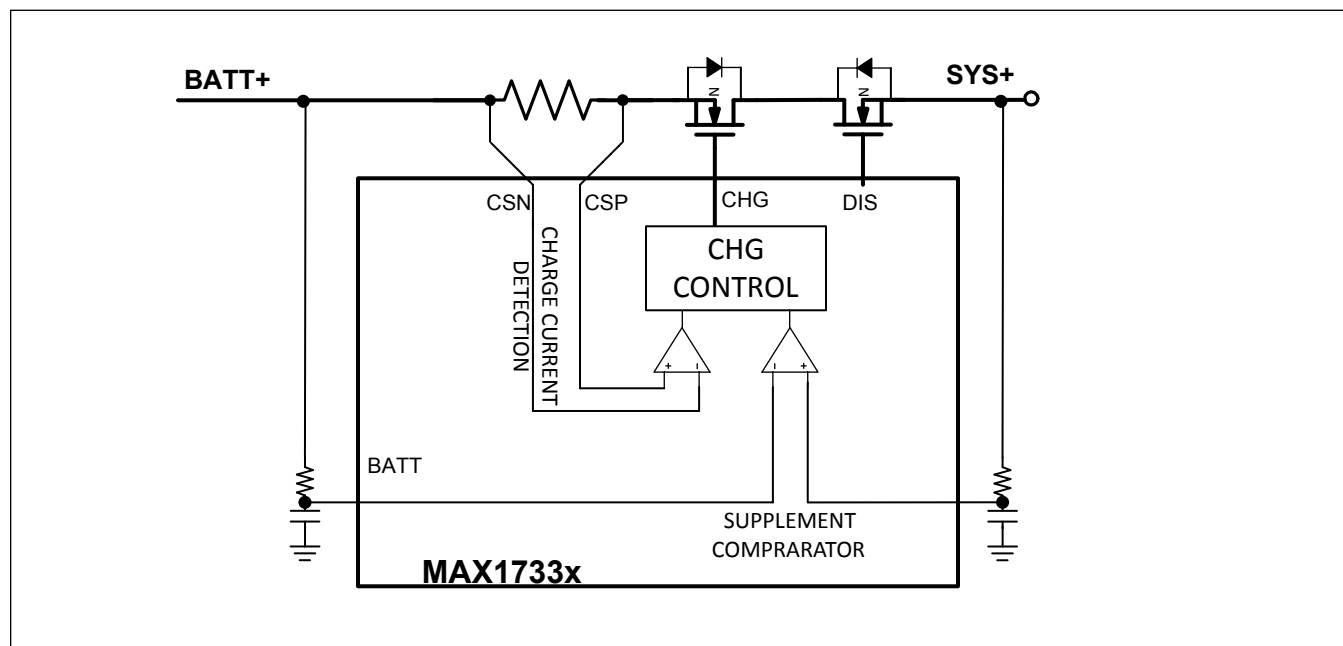 BATT+
SYS+
N
N
CSN
CSP
CHG
DIS
CHARGE CURRENT
DETECTION
CHG
CONTROL
+
-
-
+
BATT
SUPPLEMENT
COMPRARATOR
MAX1733x